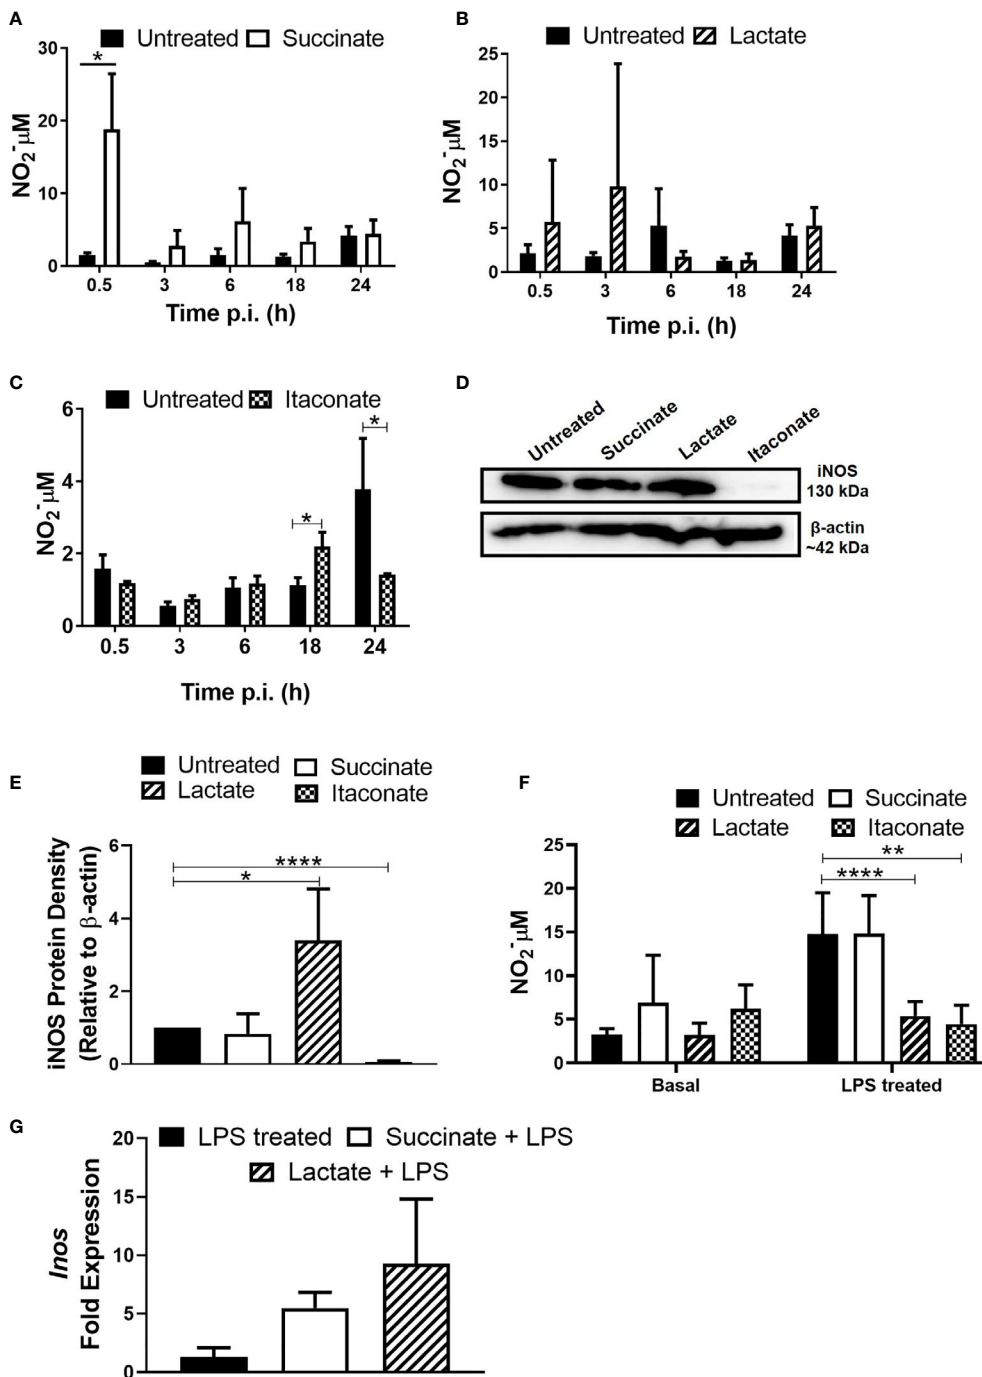 A
Untreated Succinate
*
30
20
10
0
NO₂⁻μM
0.5 3 6 18 24
Time p.i. (h)
B
Untreated Lactate
25
20
15
10
5
0
NO₂⁻μM
0.5 3 6 18 24
Time p.i. (h)
C
Untreated Itaconate
6
4
2
0
NO₂⁻μM
*
*
0.5 3 6 18 24
Time p.i. (h)
D
Untreated Succinate Lactate Itaconate
iNOS
130 kDa
β-actin
~42 kDa
E
Untreated Succinate
Lactate Itaconate
iNOS Protein Density
(Relative to β-actin)
6
4
2
0
****
*
F
Untreated Succinate
Lactate Itaconate
30
25
20
15
10
5
0
NO₂⁻μM
**
****
Basal LPS treated
G
LPS treated Succinate + LPS
Lactate + LPS
Inos
Fold Expression
20
15
10
5
0